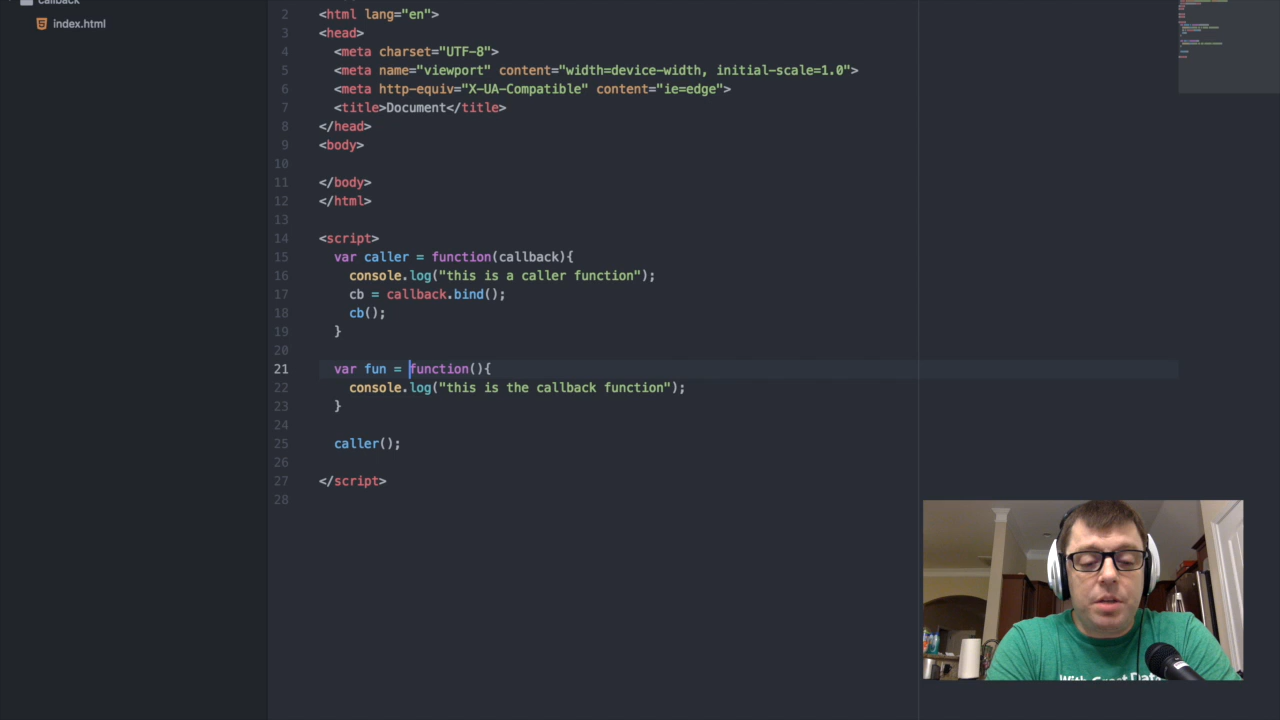 callback
index.html
2 <html lang="en">
3 <head>
4 <meta charset="UTF-8">
5 <meta name="viewport" content="width=device-width, initial-scale=1.0">
6 <meta http-equiv="X-UA-Compatible" content="ie=edge">
7 <title>Document</title>
8 </head>
9 <body>
10
11 </body>
12 </html>
13
14 <script>
15 var caller = function(callback){
16 console.log("this is a caller function");
17 cb = callback.bind();
18 cb();
19 }
20
21 var fun = function(){
22 console.log("this is the callback function");
23 }
24
25 caller();
26
27 </script>
28
With Great Data